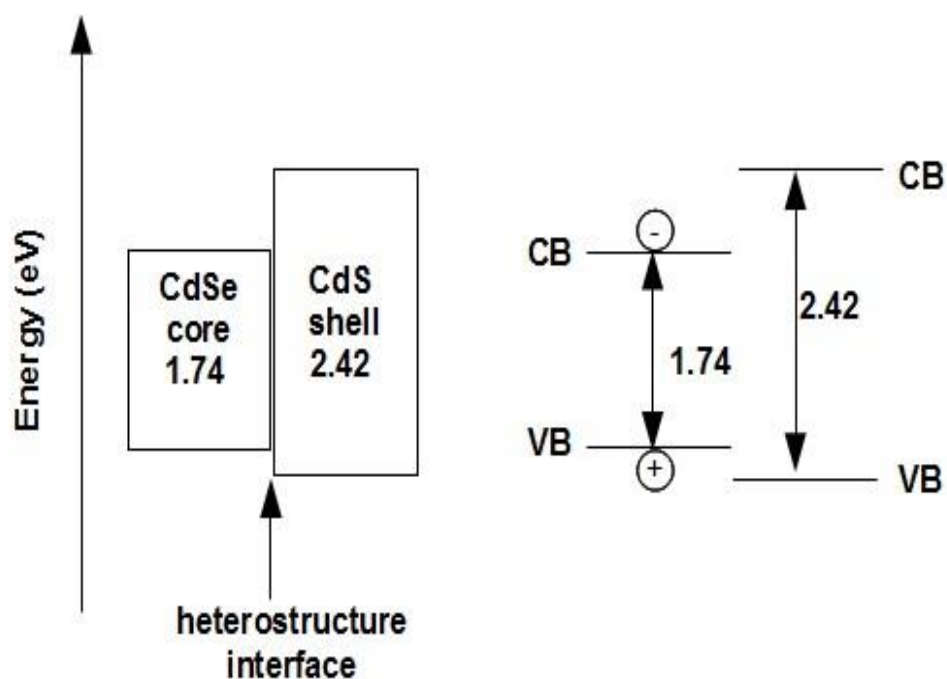 Energy (eV)
CdSe
core
1.74
CdS
shell
2.42
heterostructure
interface
CB
-
1.74
VB
+
CB
2.42
VB